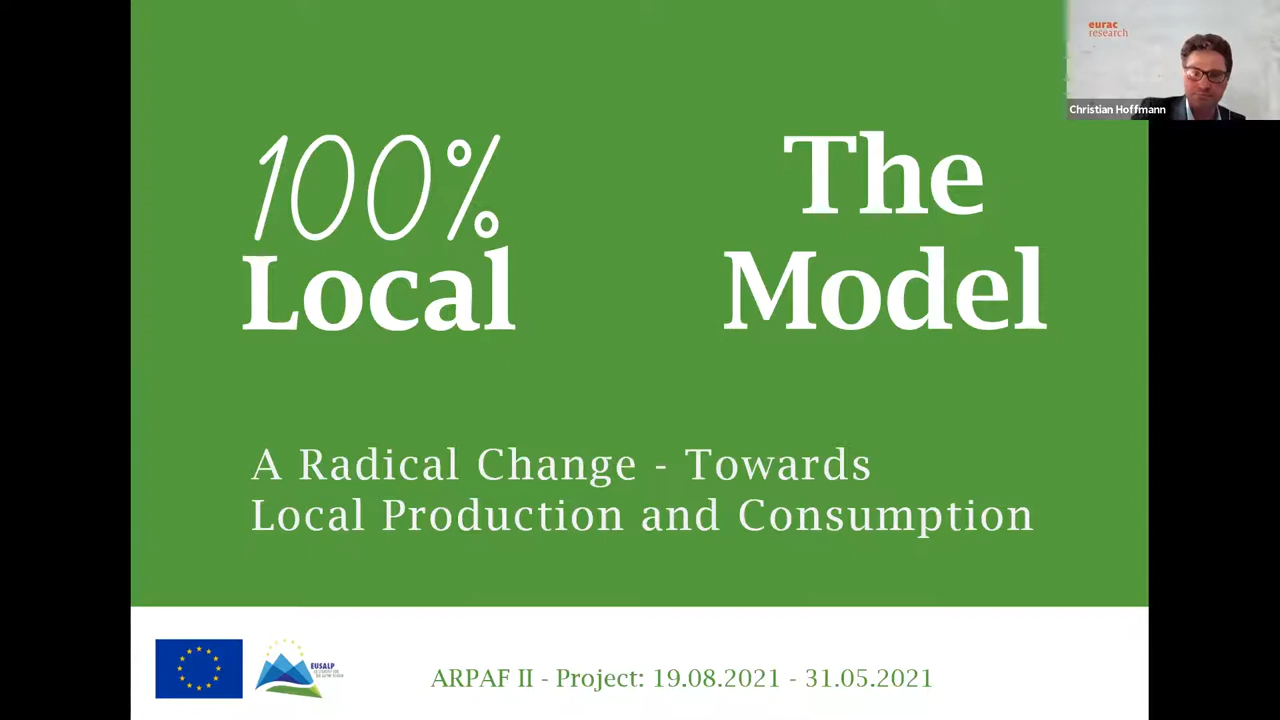 eurac
research
Christian Hoffmann
100%
Local
The
Model
A Radical Change - Towards
Local Production and Consumption
EUSALP
ARPAF II - Project: 19.08.2021 - 31.05.2021